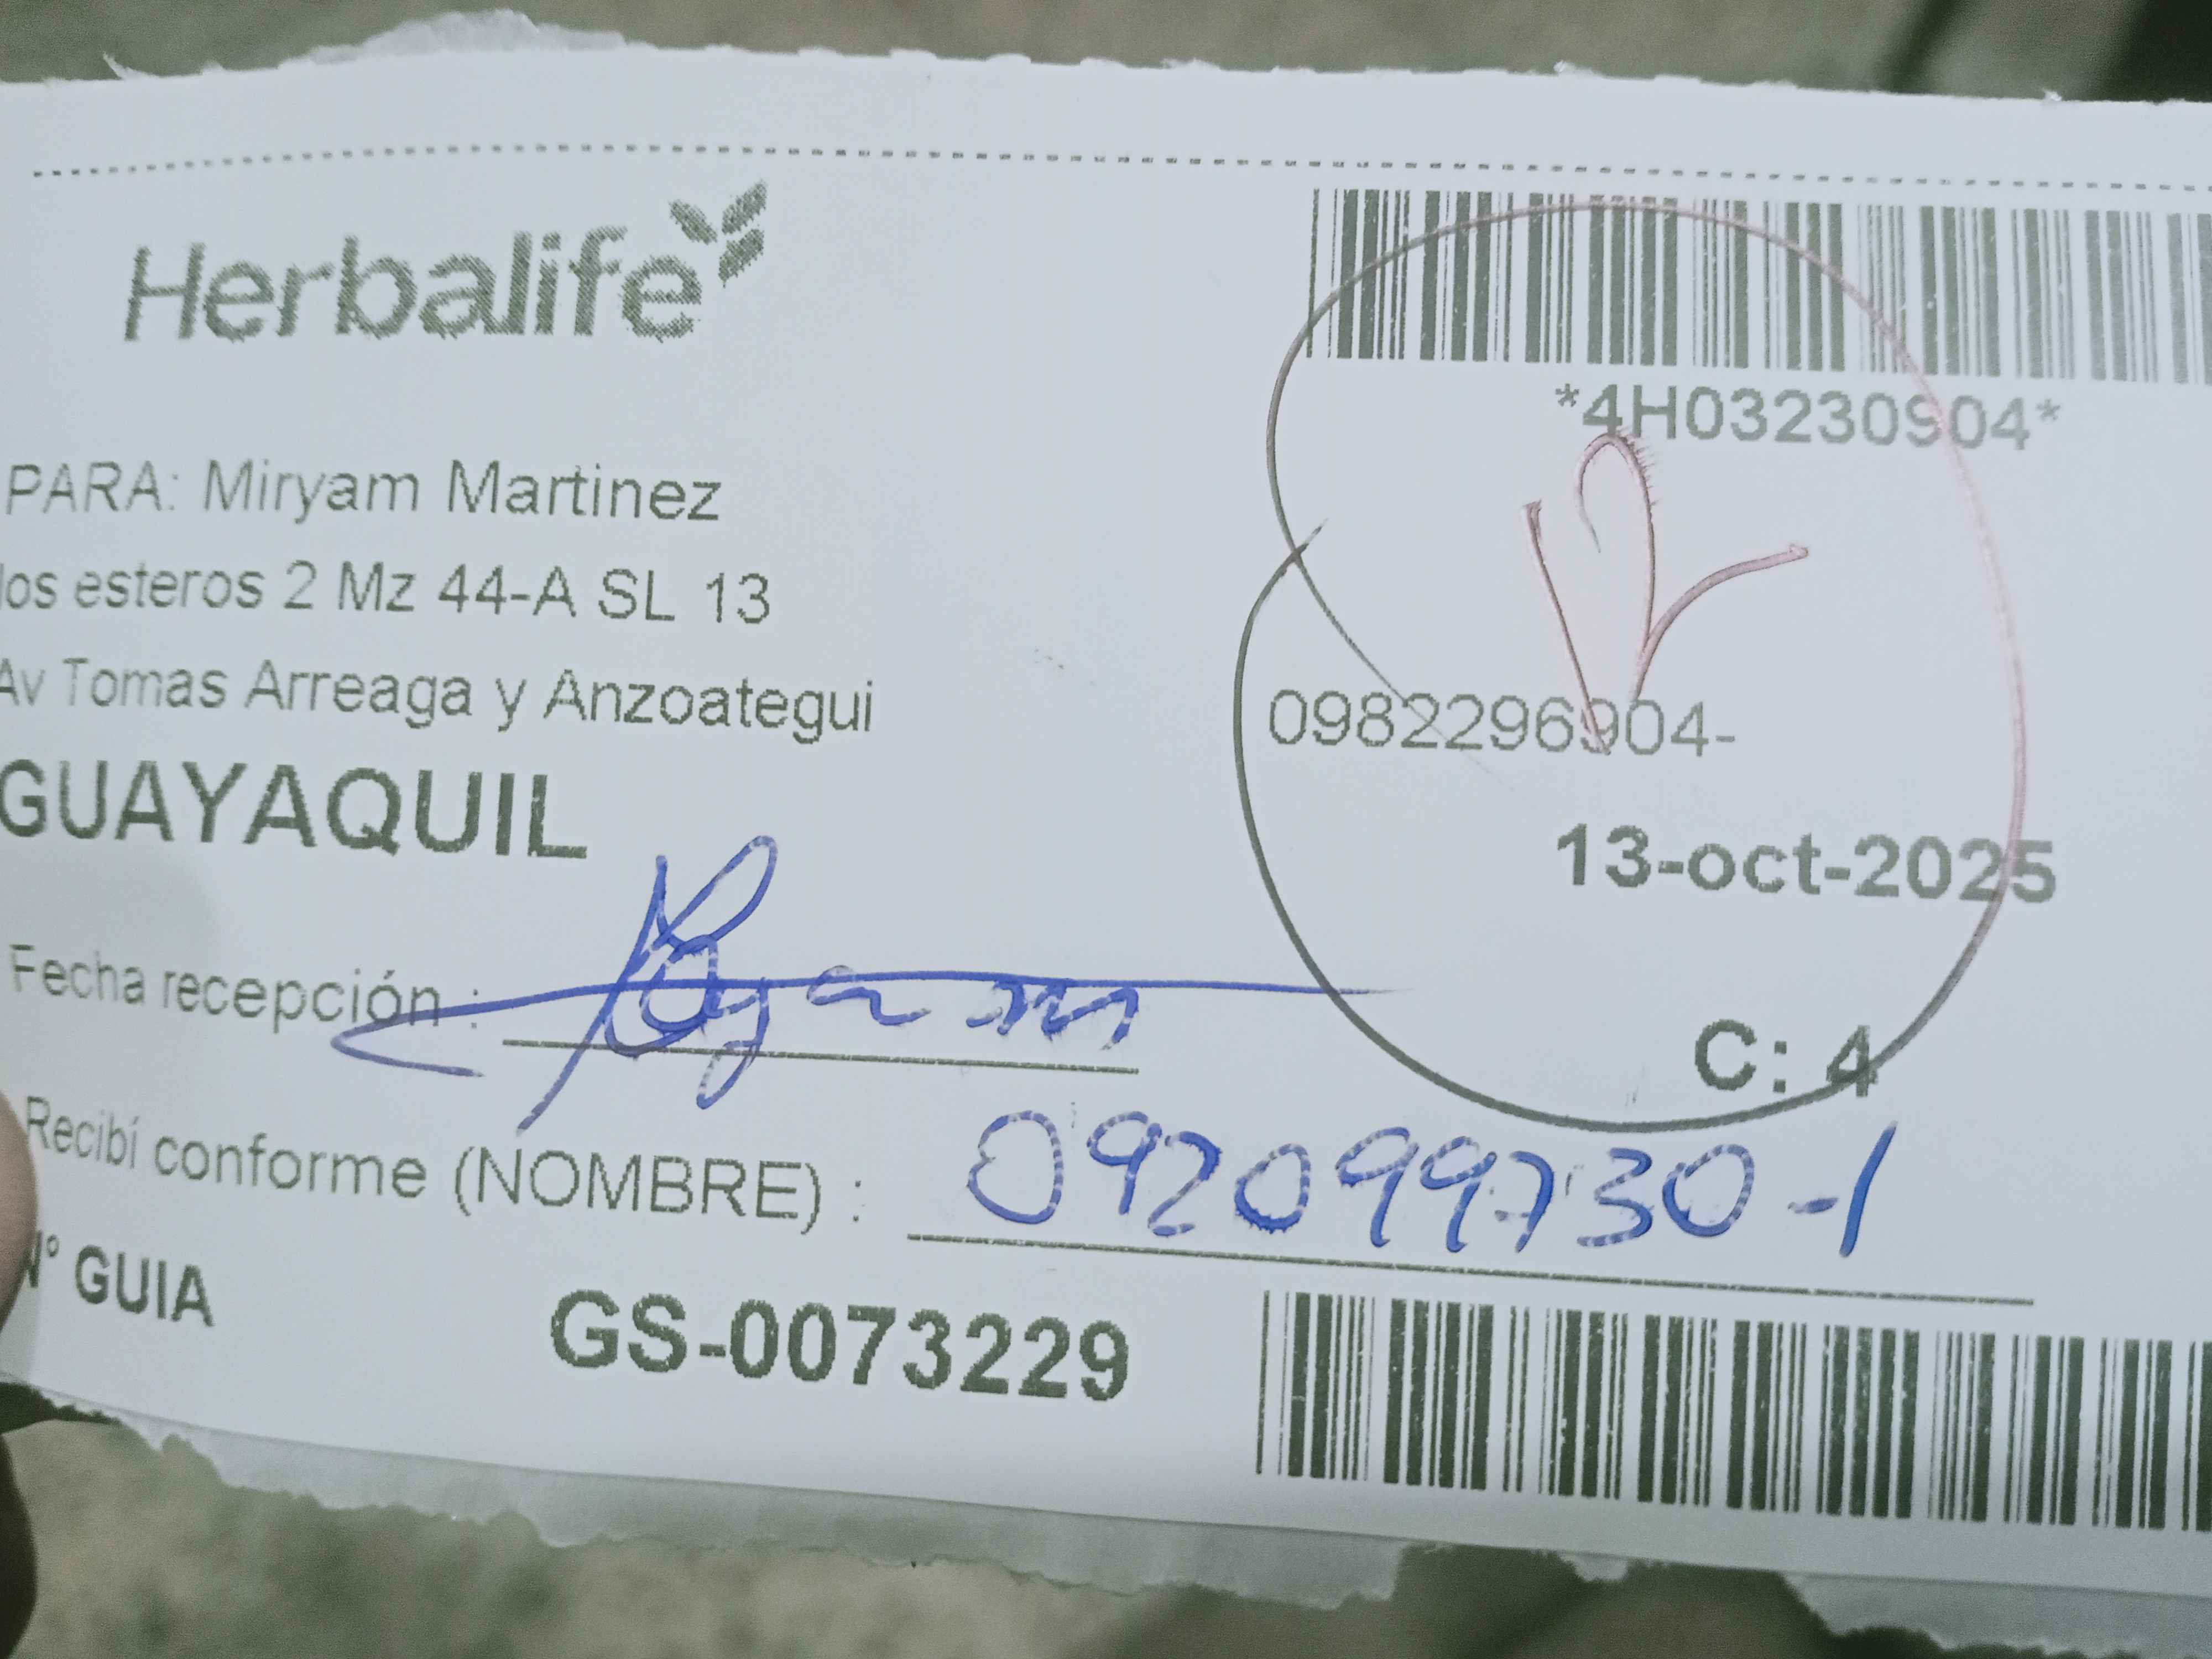 Herbalife
*4H03230904*
PARA: Miryam Martinez
los esteros 2 Mz 44-A SL 13
Av Tomas Arreaga y Anzoategui
0982296904-
GUAYAQUIL
13-oct-2025
Fecha recepción :
C: 4
Recibí conforme (NOMBRE) : 092099730-1
N° GUIA GS-0073229